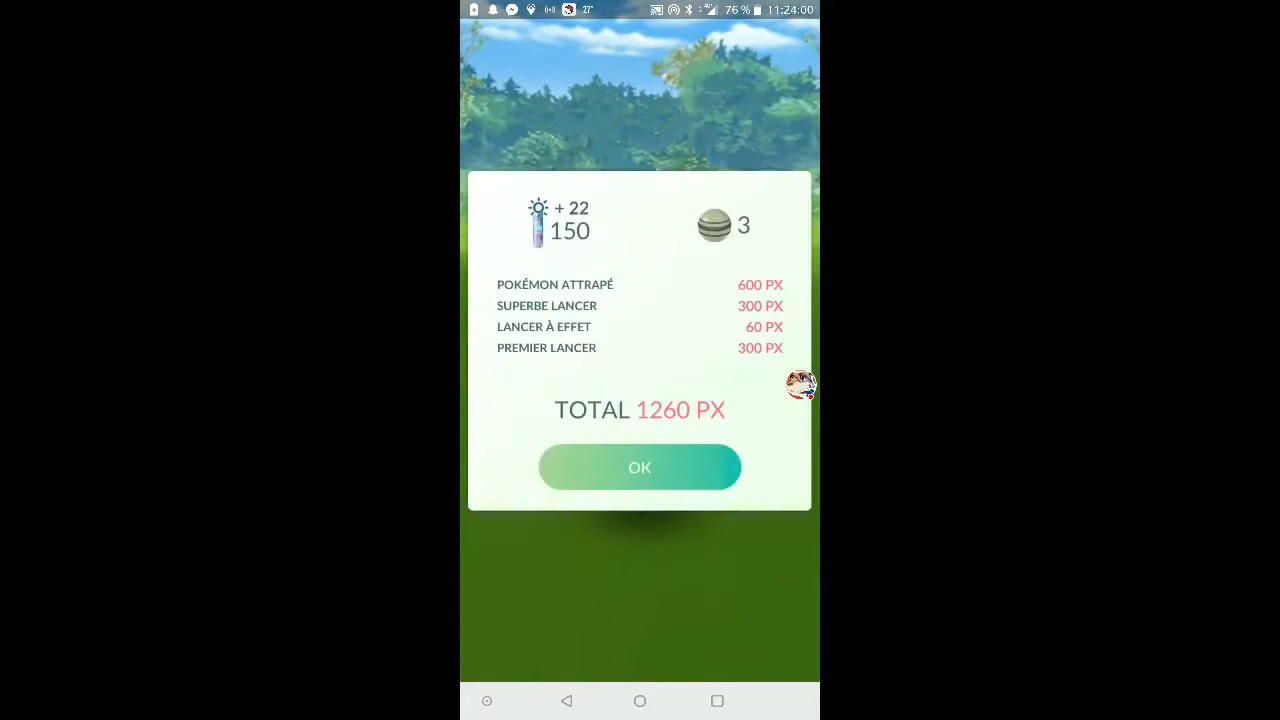 27° 76 % 11:24:00
+ 22
150 3
POKÉMON ATTRAPÉ 600 PX
SUPERBE LANCER 300 PX
LANCER À EFFET 60 PX
PREMIER LANCER 300 PX
TOTAL 1260 PX
OK